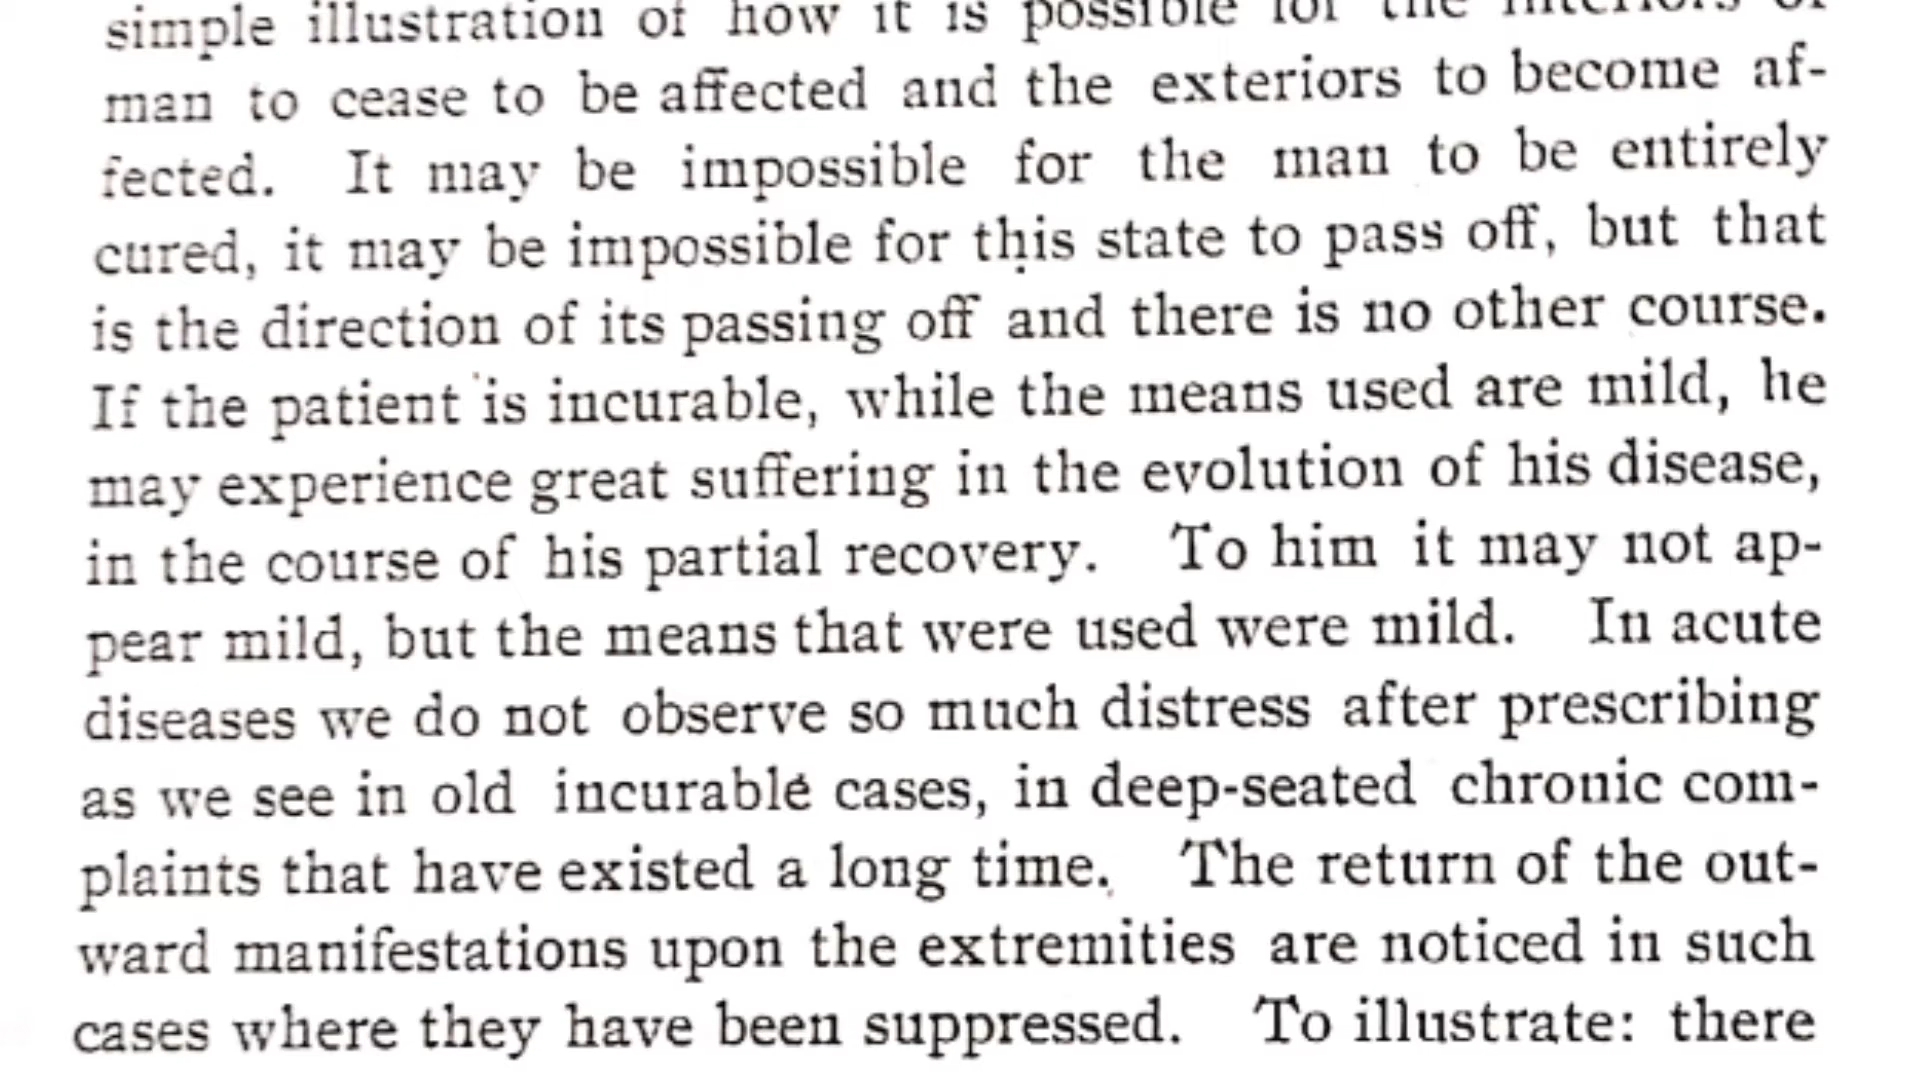 simple illustration of how it is possible for the interiors of
man to cease to be affected and the exteriors to become af-
fected. It may be impossible for the man to be entirely
cured, it may be impossible for this state to pass off, but that
is the direction of its passing off and there is no other course.
If the patient is incurable, while the means used are mild, he
may experience great suffering in the evolution of his disease,
in the course of his partial recovery. To him it may not ap-
pear mild, but the means that were used were mild. In acute
diseases we do not observe so much distress after prescribing
as we see in old incurable cases, in deep-seated chronic com-
plaints that have existed a long time. The return of the out-
ward manifestations upon the extremities are noticed in such
cases where they have been suppressed. To illustrate: there